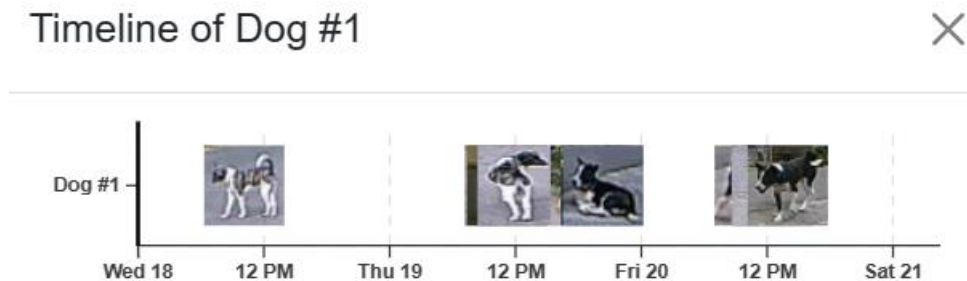 Timeline of Dog #1
Dog #1
Wed 18 12 PM Thu 19 12 PM Fri 20 12 PM Sat 21